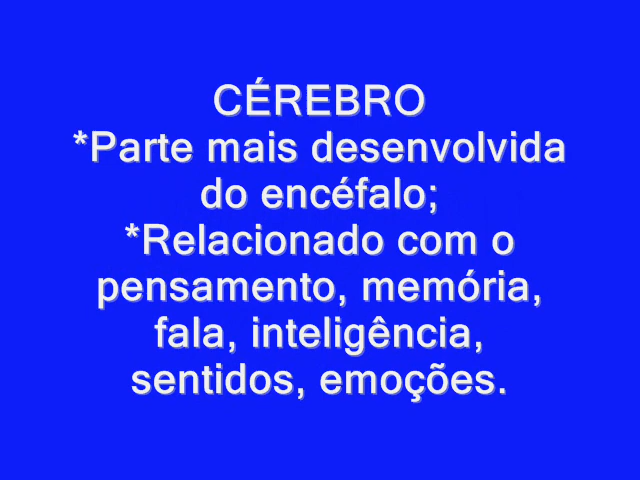 CÉREBRO
*Parte mais desenvolvida
do encéfalo;
*Relacionado com o
pensamento, memória,
fala, inteligência,
sentidos, emoções.